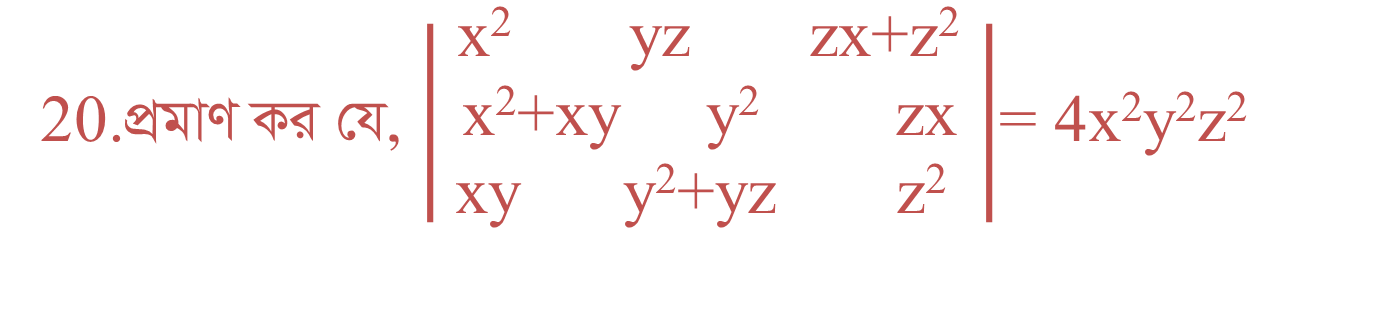 x² yz zx+z²
20.প্রমাণ কর যে, | x²+xy y² zx | = 4x²y²z²
xy y²+yz z²